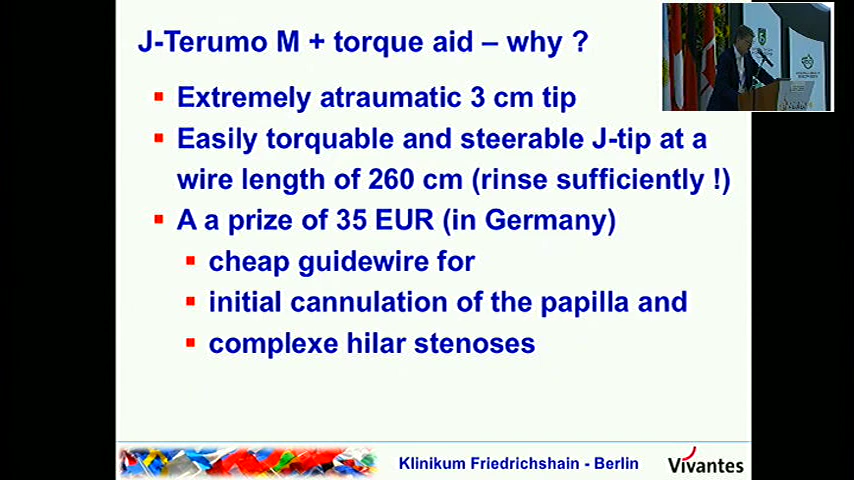 J-Terumo M + torque aid – why ?
Extremely atraumatic 3 cm tip
Easily torquable and steerable J-tip at a
wire length of 260 cm (rinse sufficiently !)
A a prize of 35 EUR (in Germany)
cheap guidewire for
initial cannulation of the papilla and
complexe hilar stenoses
Klinikum Friedrichshain - Berlin
Vivantes